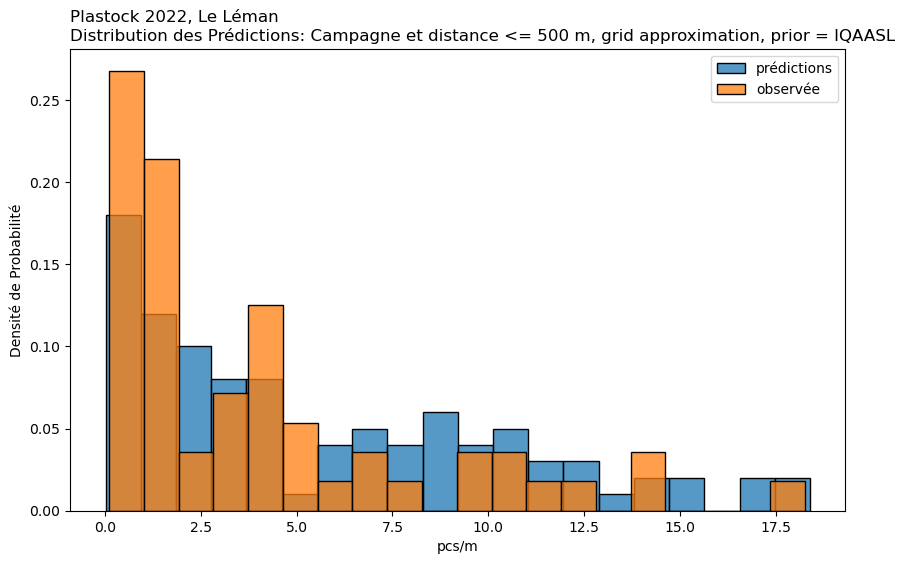 Plastock 2022, Le Léman
Distribution des Prédictions: Campagne et distance <= 500 m, grid approximation, prior = IQAASL
prédictions
observée
Densité de Probabilité
0.25
0.20
0.15
0.10
0.05
0.00
0.0 2.5 5.0 7.5 10.0 12.5 15.0 17.5
pcs/m